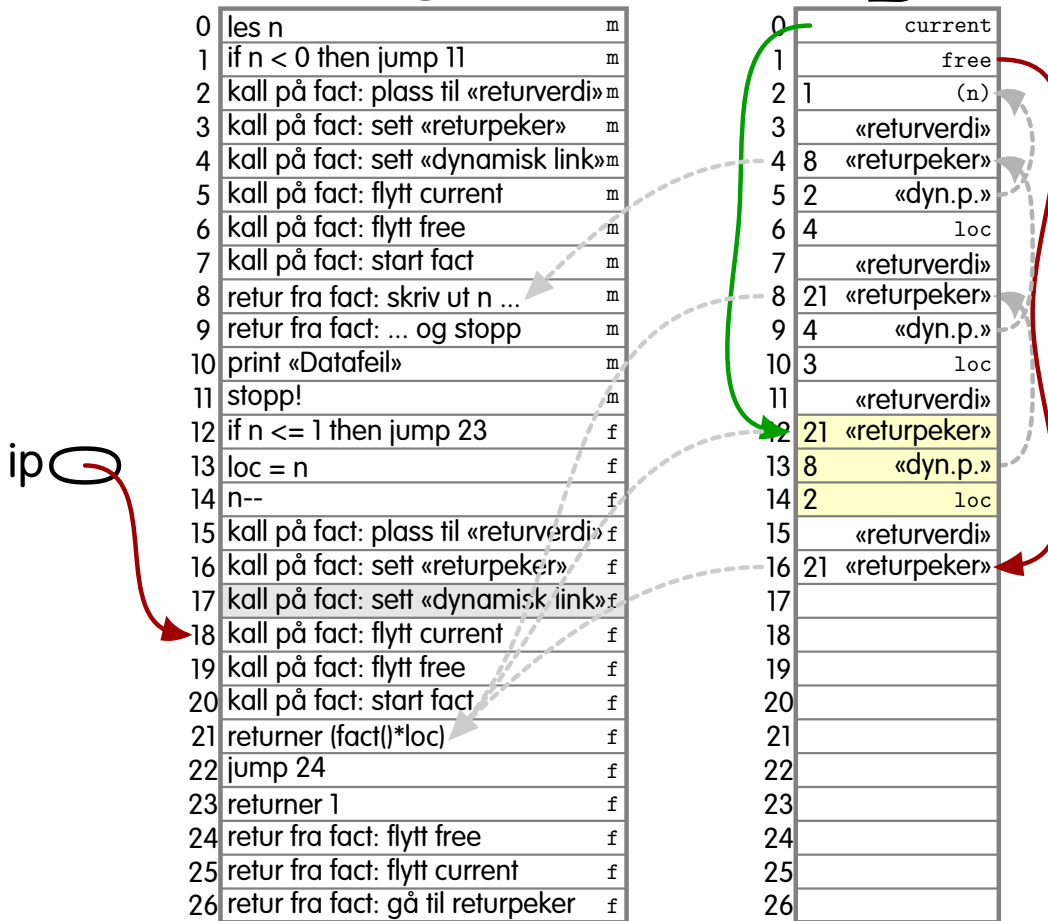 0 les n m
1 if n < 0 then jump 11 m
2 kall på fact: plass til «returverdi» m
3 kall på fact: sett «returpeker» m
4 kall på fact: sett «dynamisk link» m
5 kall på fact: flytt current m
6 kall på fact: flytt free m
7 kall på fact: start fact m
8 retur fra fact: skriv ut n ... m
9 retur fra fact: ... og stopp m
10 print «Datafeil» m
11 stopp! m
12 if n <= 1 then jump 23 f
ip
13 loc = n f
14 n-- f
15 kall på fact: plass til «returverdi» f
16 kall på fact: sett «returpeker» f
17 kall på fact: sett «dynamisk link» f
18 kall på fact: flytt current f
19 kall på fact: flytt free f
20 kall på fact: start fact f
21 returner (fact()*loc) f
22 jump 24 f
23 returner 1 f
24 retur fra fact: flytt free f
25 retur fra fact: flytt current f
26 retur fra fact: gå til returpeker f
0 current
1 free
2 1 (n)
3 «returverdi»
4 8 «returpeker»
5 2 «dyn.p.»
6 4 loc
7 «returverdi»
8 21 «returpeker»
9 4 «dyn.p.»
10 3 loc
11 «returverdi»
12 21 «returpeker»
13 8 «dyn.p.»
14 2 loc
15 «returverdi»
16 21 «returpeker»
17
18
19
20
21
22
23
24
25
26